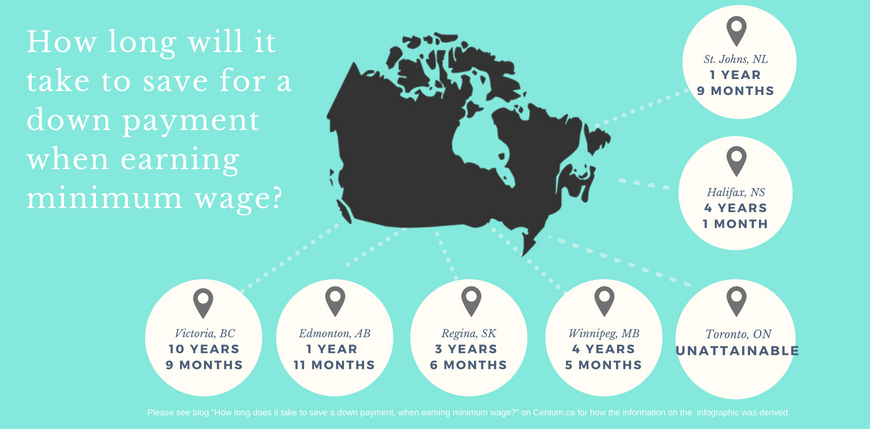 How long will it
take to save for a
down payment
when earning
minimum wage?
St. Johns, NL
1 YEAR
9 MONTHS
Halifax, NS
4 YEARS
1 MONTH
Victoria, BC
10 YEARS
9 MONTHS
Edmonton, AB
1 YEAR
11 MONTHS
Regina, SK
3 YEARS
6 MONTHS
Winnipeg, MB
4 YEARS
5 MONTHS
Toronto, ON
UNATTAINABLE
Please see blog "How long does it take to save a down payment, when earning minimum wage?" on Centum.ca for how the information on the infographic was derived.